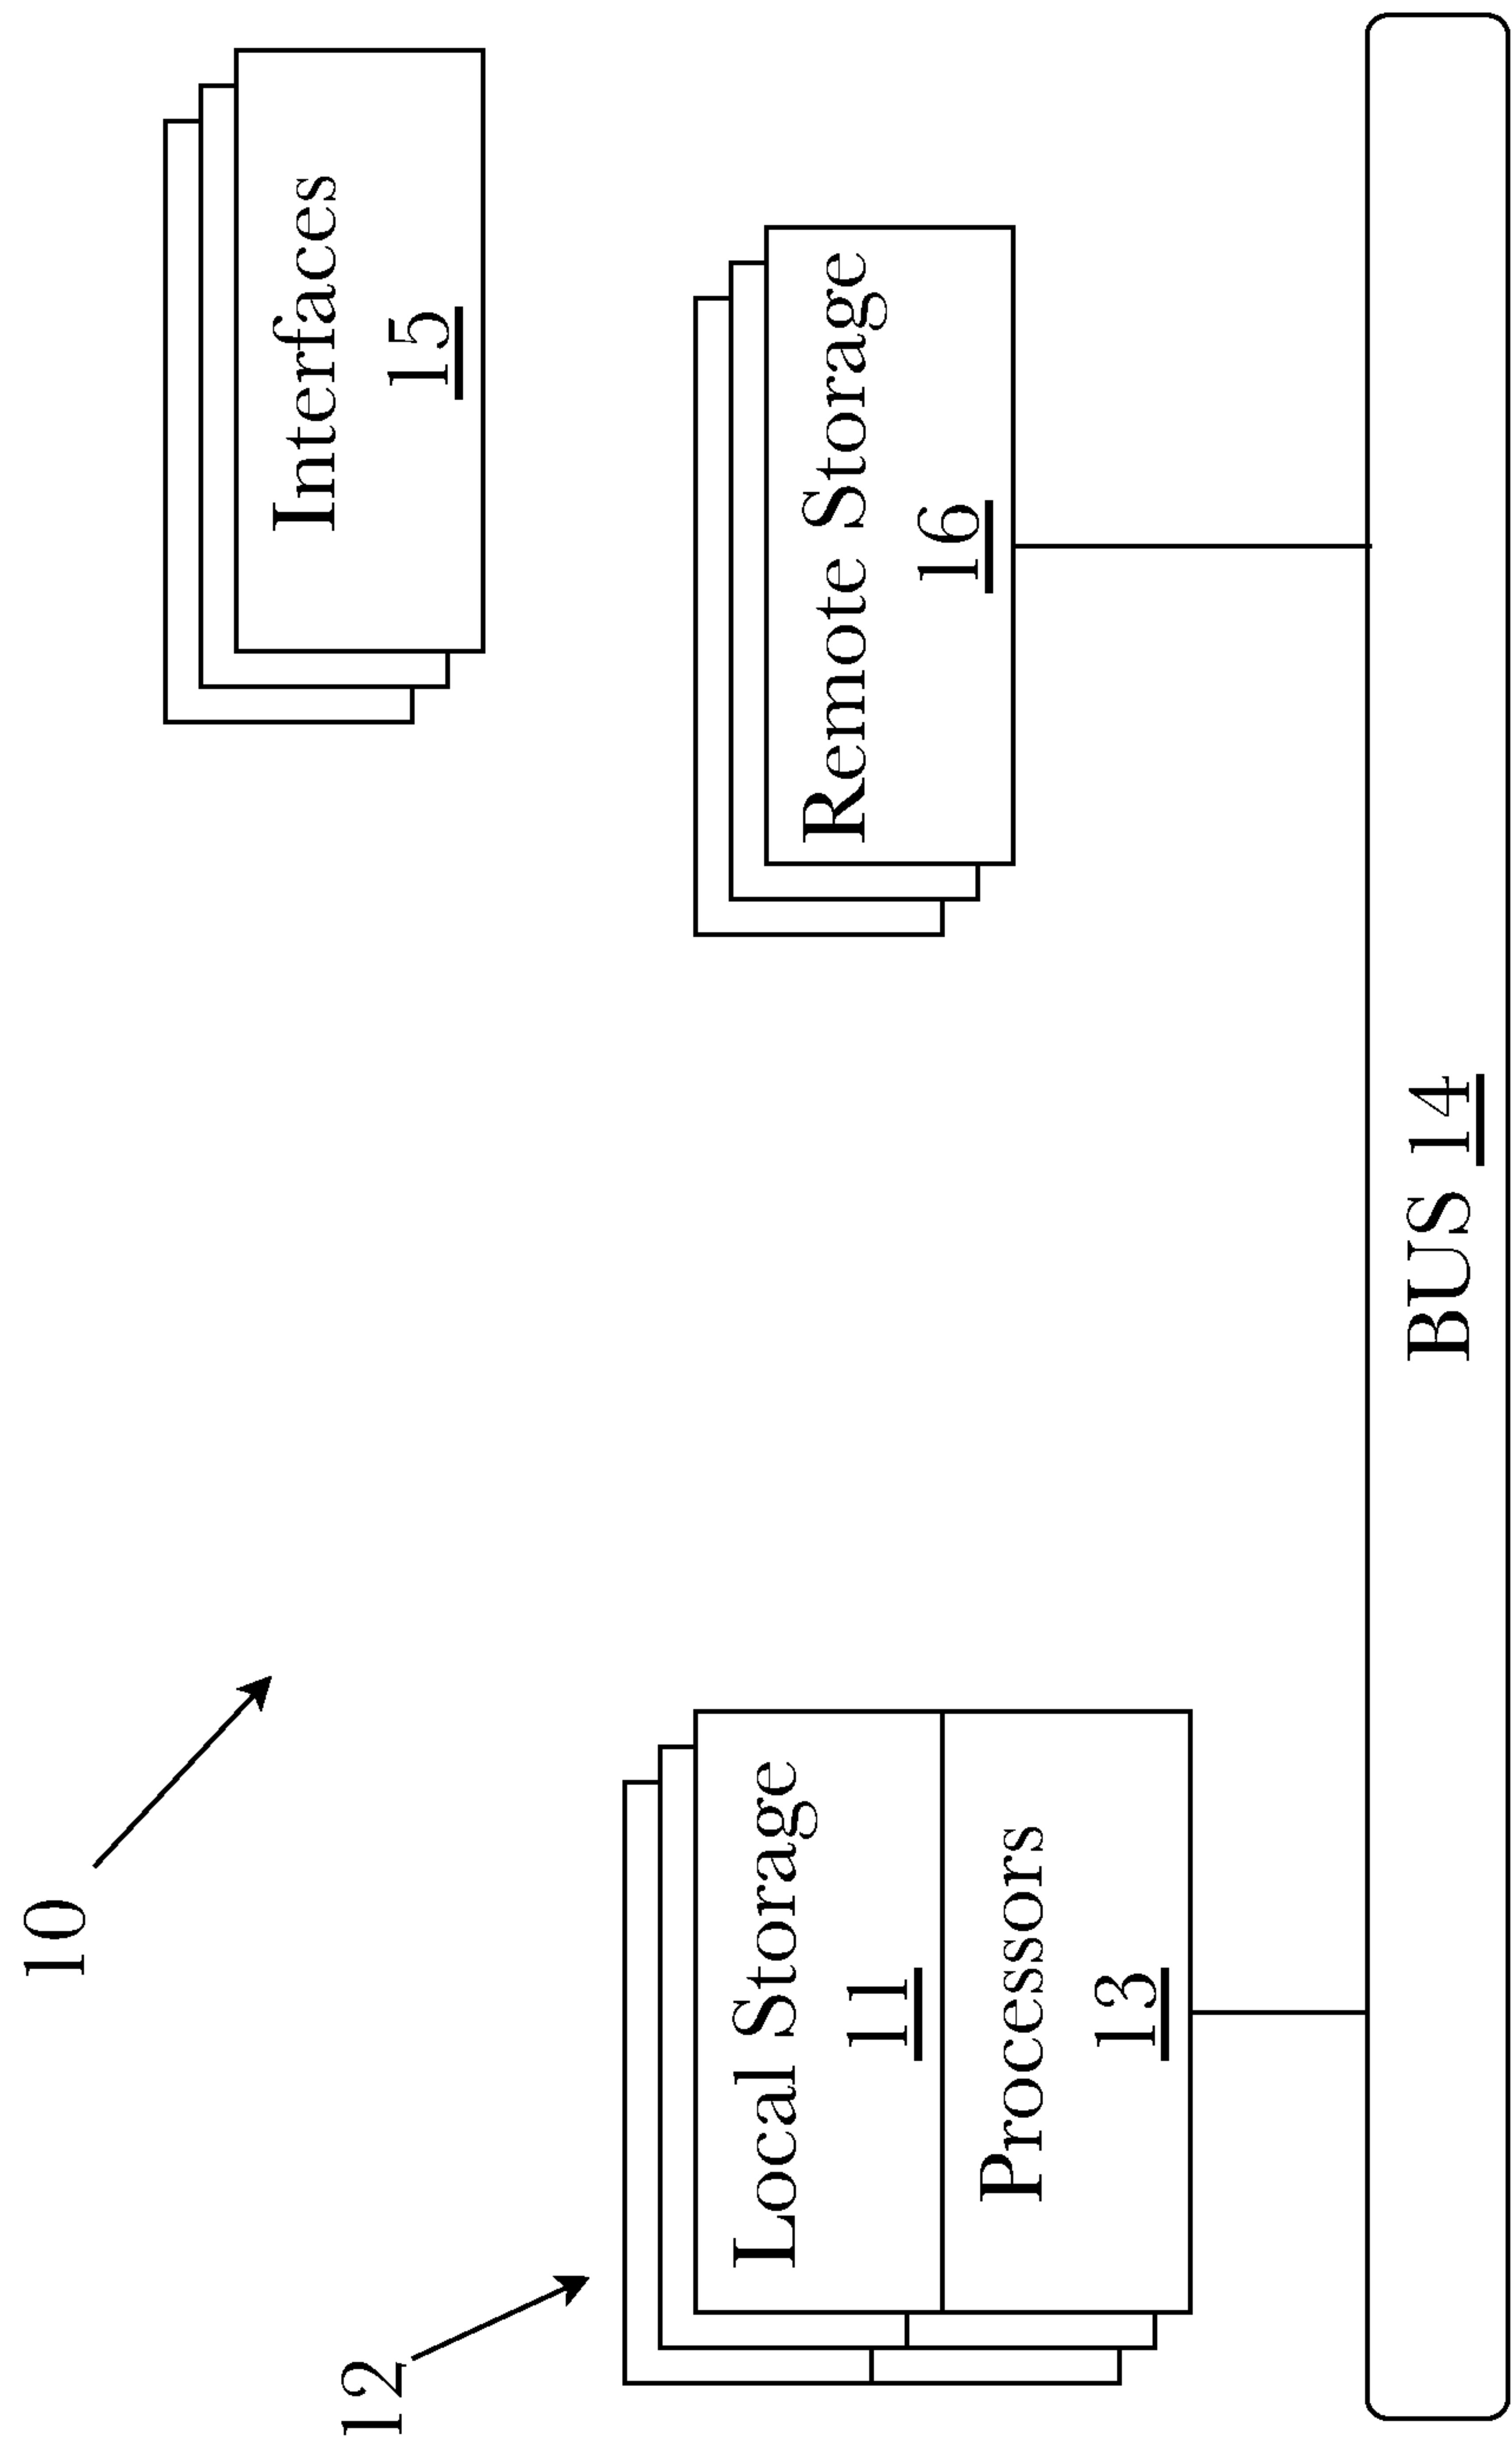 10
12
Interfaces
15
Local Storage
11
Processors
13
Remote Storage
16
BUS 14